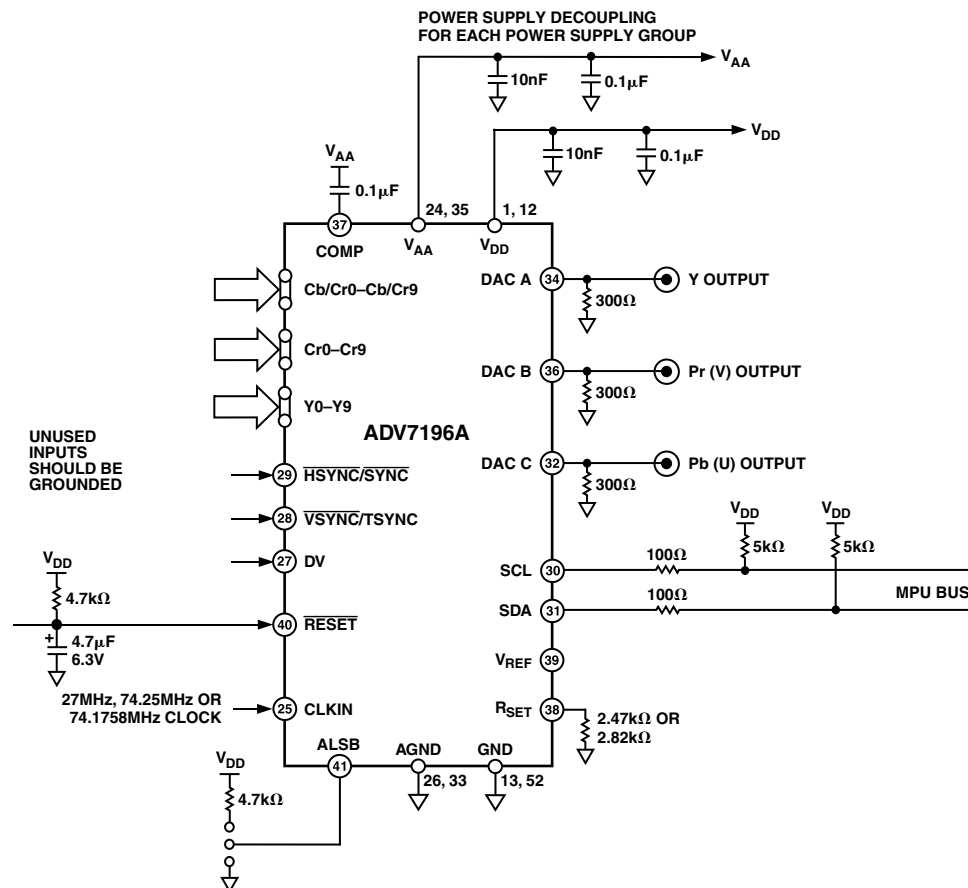 POWER SUPPLY DECOUPLING
FOR EACH POWER SUPPLY GROUP
VAA
10nF
0.1μF
VDD
10nF
0.1μF
VAA
0.1μF
24, 35
1, 12
37
COMP
VAA
VDD
Cb/Cr0–Cb/Cr9
DAC A
34
Y OUTPUT
300Ω
Cr0–Cr9
DAC B
36
Pr (V) OUTPUT
300Ω
Y0–Y9
ADV7196A
UNUSED
INPUTS
SHOULD BE
GROUNDED
DAC C
32
Pb (U) OUTPUT
300Ω
29
HSYNC/SYNC
28
VSYNC/TSYNC
VDD
VDD
5kΩ
5kΩ
27
DV
100Ω
SCL
30
VDD
4.7kΩ
100Ω
SDA
31
MPU BUS
40
RESET
+
4.7μF
6.3V
VREF
39
27MHz, 74.25MHz OR
74.1758MHz CLOCK
25
CLKIN
RSET
38
2.47kΩ OR
2.82kΩ
ALSB
AGND
GND
41
26, 33
13, 52
VDD
4.7kΩ